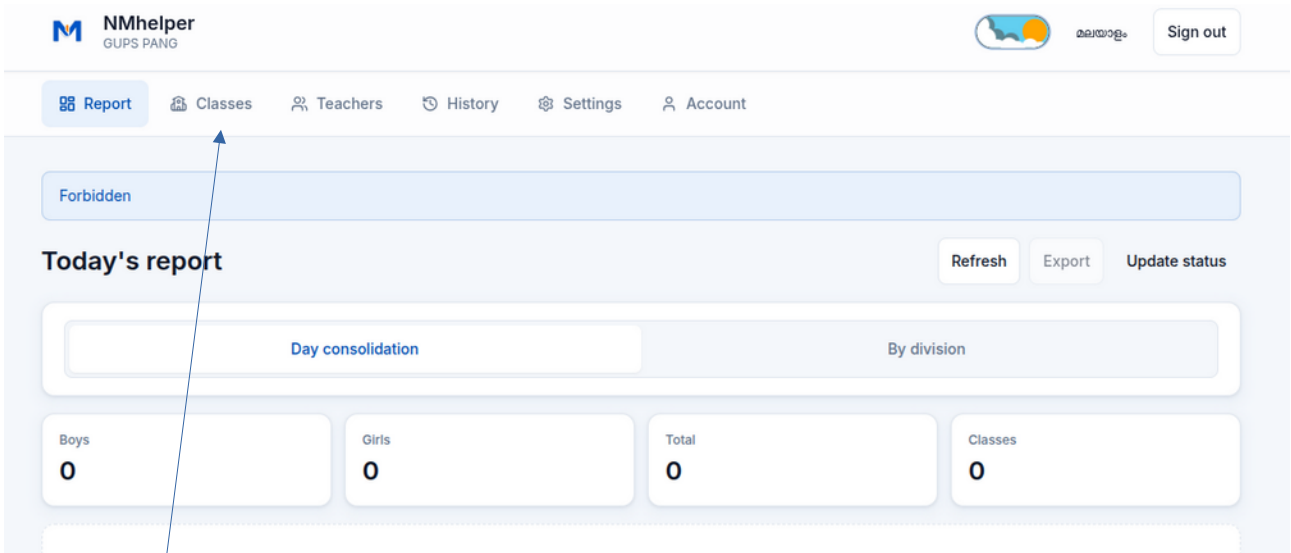 NMhelper
GUPS PANG
മലയാളം
Sign out
Report
Classes
Teachers
History
Settings
Account
Forbidden
Today's report
Refresh
Export
Update status
Day consolidation
By division
Boys
Girls
Total
Classes
0
0
0
0